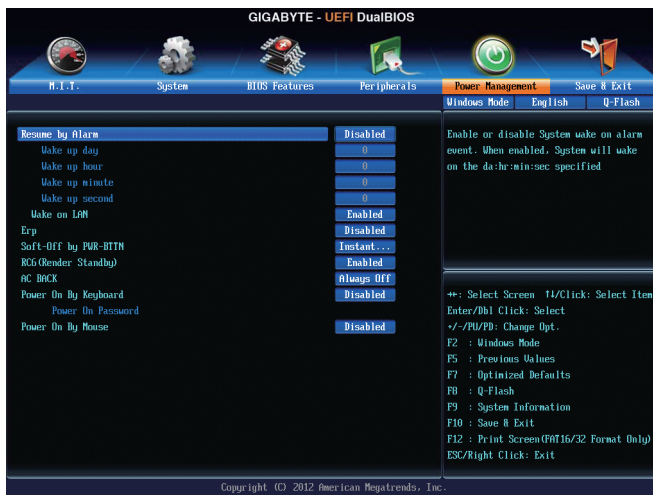 GIGABYTE - UEFI DualBIOS
M.I.T. System BIOS Features Peripherals Power Management Save & Exit
Windows Mode English Q-Flash
Resume by Alarm Disabled
Wake up day 0
Wake up hour 0
Wake up minute 0
Wake up second 0
Wake on LAN Enabled
Erp Disabled
Soft-Off by PWR-BTTN Instant...
RC6(Render Standby) Enabled
AC BACK Always Off
Power On By Keyboard Disabled
Power On Password
Power On By Mouse Disabled
Enable or disable System wake on alarm
event. When enabled, System will wake
on the da:hr:min:sec specified
→←: Select Screen ↑↓/Click: Select Item
Enter/Dbl Click: Select
+/-/PU/PD: Change Opt.
F2 : Windows Mode
F5 : Previous Values
F7 : Optimized Defaults
F8 : Q-Flash
F9 : System Information
F10 : Save & Exit
F12 : Print Screen(FAT16/32 Format Only)
ESC/Right Click: Exit
Copyright (C) 2012 American Megatrends, Inc.